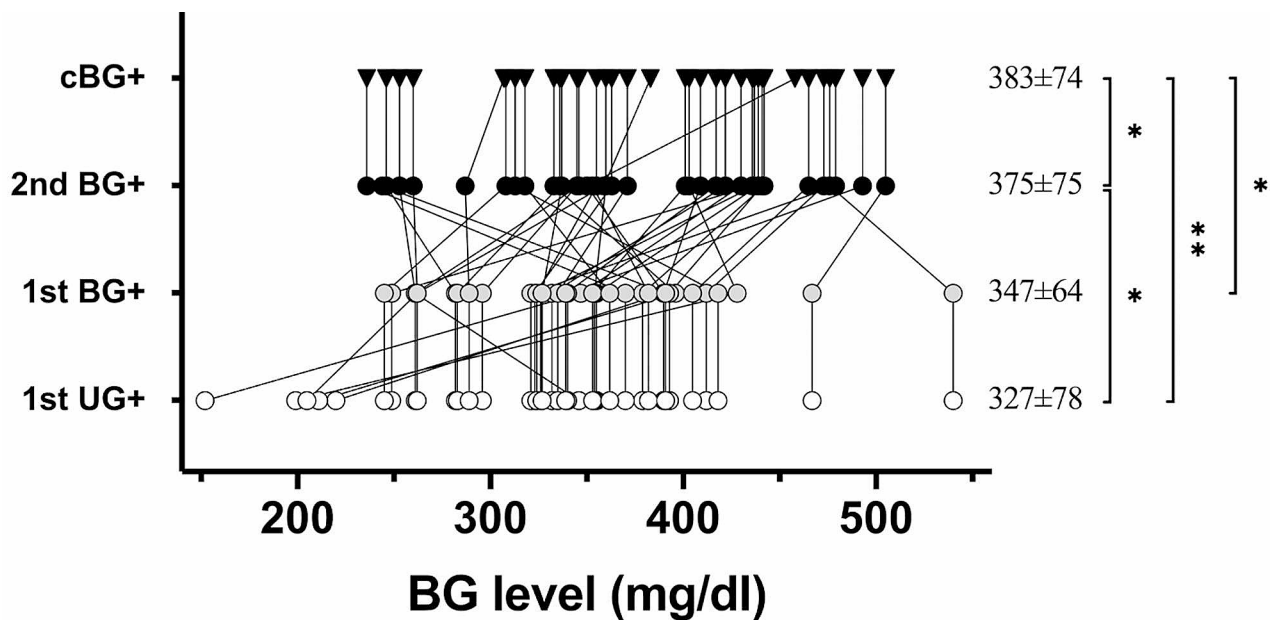 cBG+ 383±74
*
2nd BG+ 375±75
*
*
*
1st BG+ 347±64
*
1st UG+ 327±78
200 300 400 500
BG level (mg/dl)